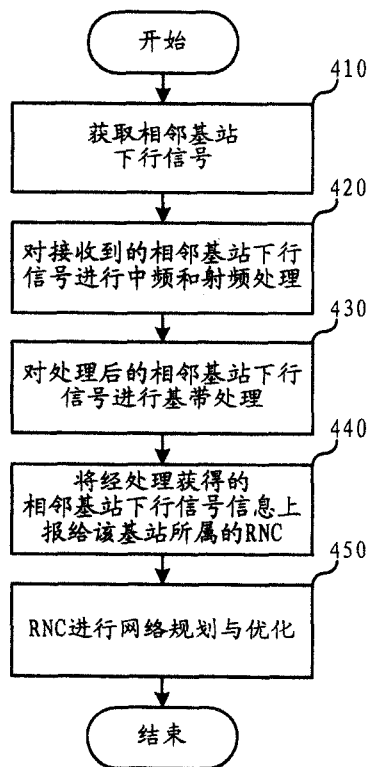 开始
410
获取相邻基站
下行信号
420
对接收到的相邻基站下行
信号进行中频和射频处理
430
对处理后的相邻基站下行
信号进行基带处理
440
将经处理获得的
相邻基站下行信号信息上
报给该基站所属的RNC
450
RNC进行网络规划与优化
结束